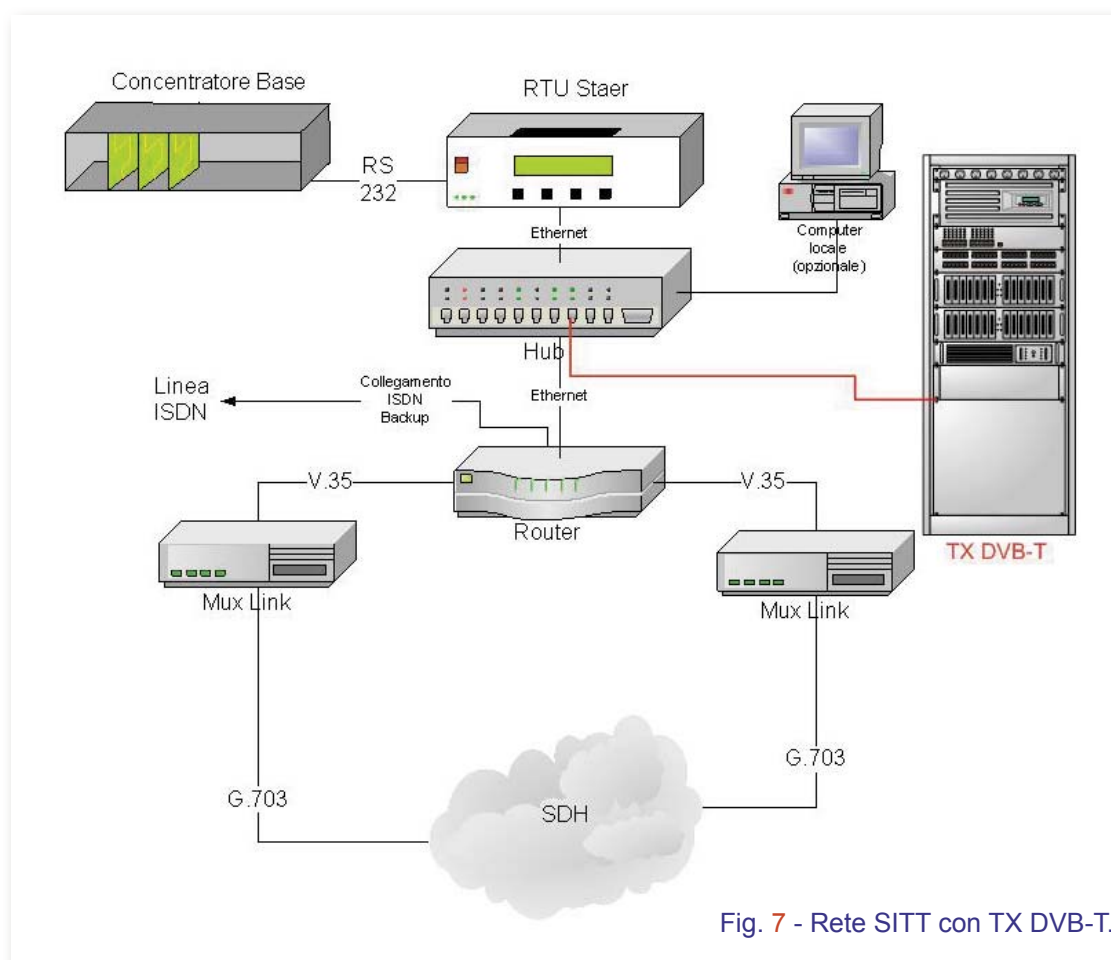 Concentratore Base
RTU Staer
RS
232
Ethernet
Computer
locale
(opzionale)
Hub
Linea
ISDN
Collegamento
ISDN
Backup
Ethernet
V.35
V.35
Router
TX DVB-T
Mux Link
Mux Link
G.703
G.703
SDH
Fig. 7 - Rete SITT con TX DVB-T.